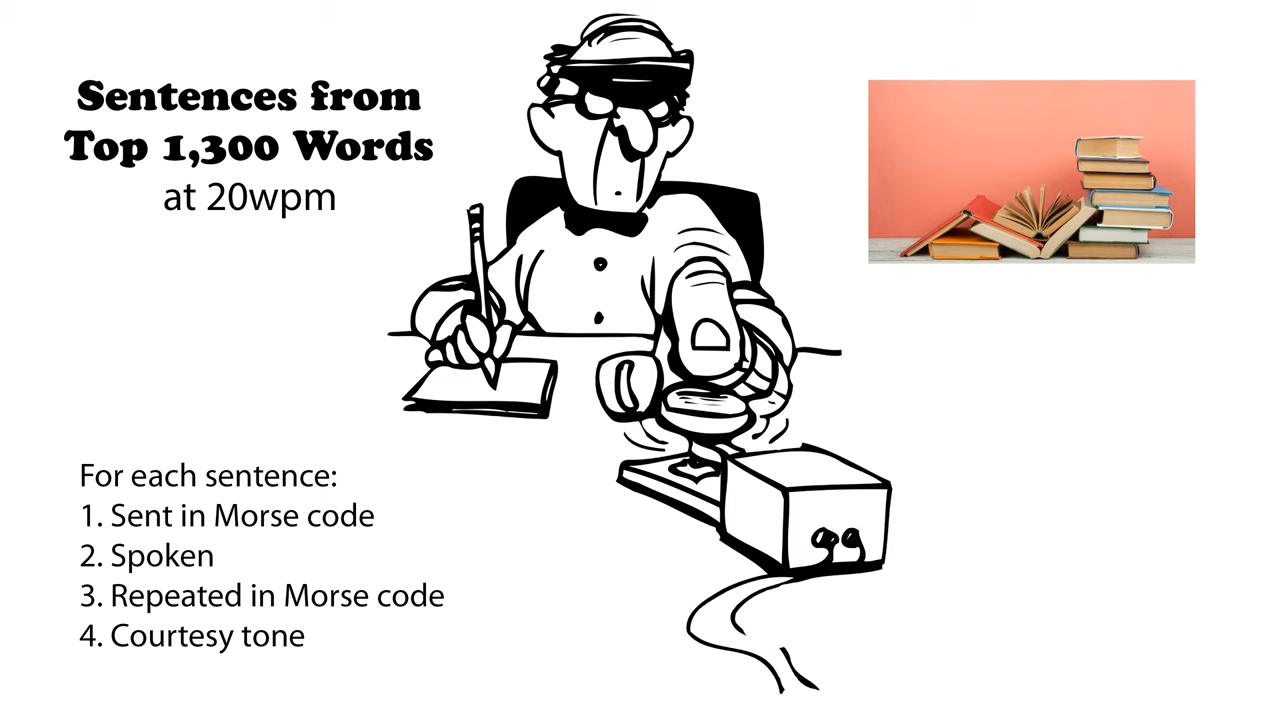 Sentences from
Top 1,300 Words
at 20wpm
For each sentence:
1. Sent in Morse code
2. Spoken
3. Repeated in Morse code
4. Courtesy tone